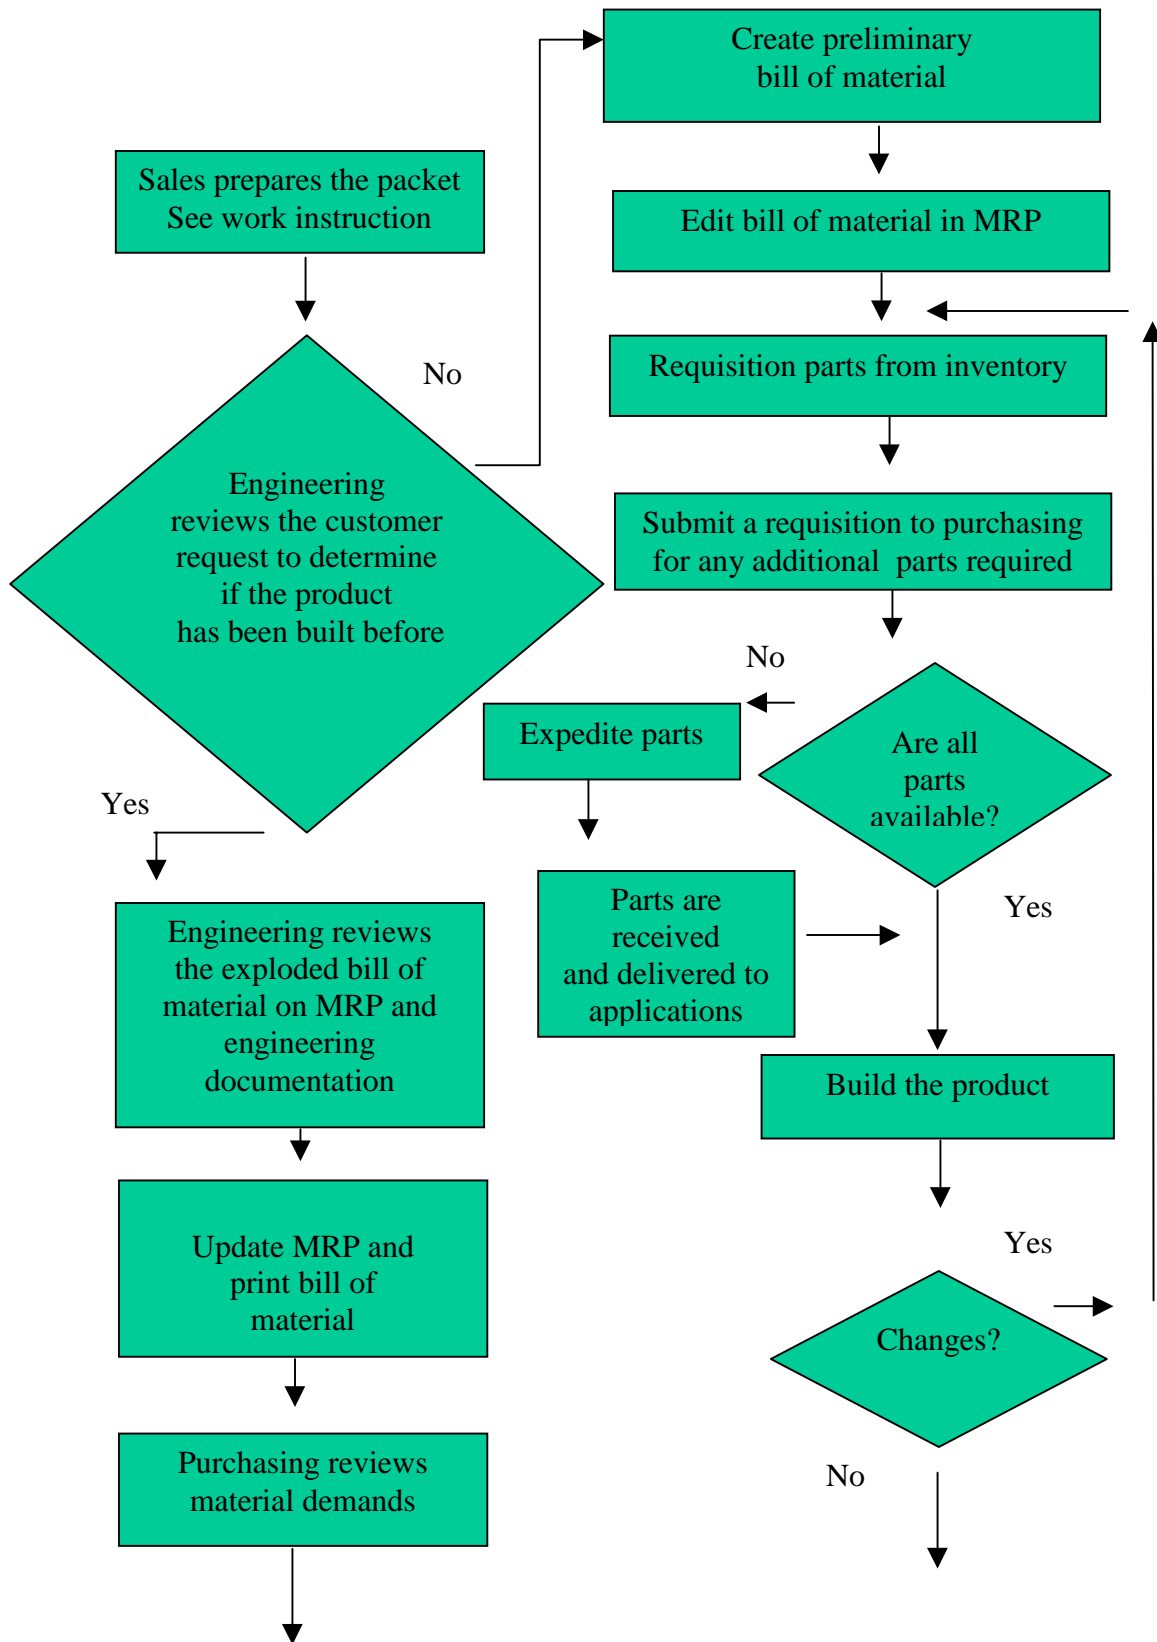 Sales prepares the packet
See work instruction
No
Engineering
reviews the customer
request to determine
if the product
has been built before
Yes
Engineering reviews
the exploded bill of
material on MRP and
engineering
documentation
Update MRP and
print bill of
material
Purchasing reviews
material demands
Create preliminary
bill of material
Edit bill of material in MRP
Requisition parts from inventory
Submit a requisition to purchasing
for any additional parts required
No
Expedite parts
Are all
parts
available?
Parts are
received
and delivered to
applications
Yes
Build the product
Yes
Changes?
No